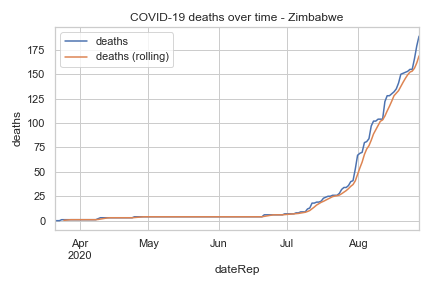 COVID-19 deaths over time - Zimbabwe
deaths
deaths (rolling)
deaths
175
150
125
100
75
50
25
0
Apr
2020
May
Jun
Jul
Aug
dateRep